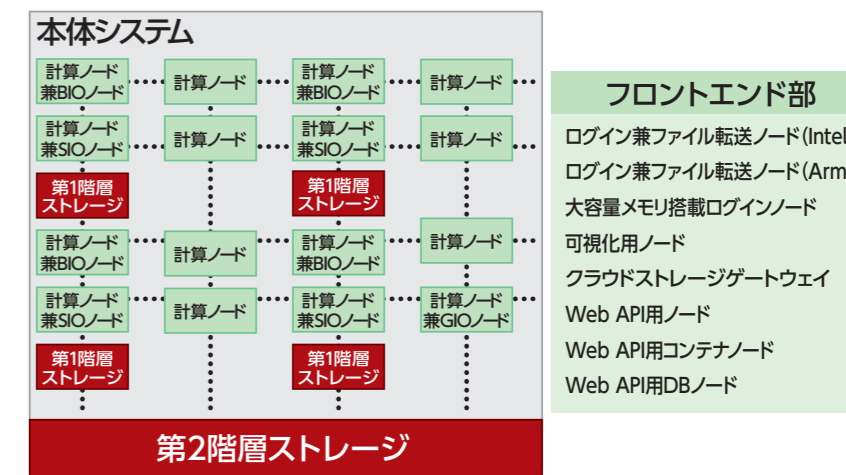 本体システム
計算ノード
兼BIOノード
計算ノード
計算ノード
兼BIOノード
計算ノード
計算ノード
兼SIOノード
計算ノード
計算ノード
兼SIOノード
計算ノード
第1階層
ストレージ
第1階層
ストレージ
計算ノード
兼BIOノード
計算ノード
計算ノード
兼BIOノード
計算ノード
計算ノード
兼SIOノード
計算ノード
計算ノード
兼SIOノード
計算ノード
兼GIOノード
第1階層
ストレージ
第1階層
ストレージ
第2階層ストレージ
フロントエンド部
ログイン兼ファイル転送ノード(Intel
ログイン兼ファイル転送ノード(Arm
大容量メモリ搭載ログインノード
可視化用ノード
クラウドストレージゲートウェイ
Web API用ノード
Web API用コンテナノード
Web API用DBノード